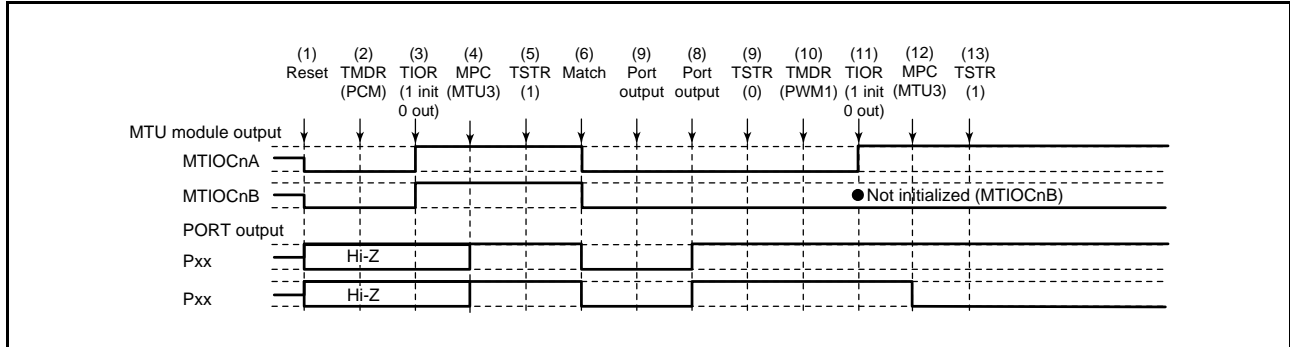 (1) (2) (3) (4) (5) (6) (9) (8) (9) (10) (11) (12) (13)
Reset TMDR TIOR MPC TSTR Match Port Port TSTR TMDR TIOR MPC TSTR
(PCM) (1 init (MTU3) (1) output output (0) (PWM1) (1 init (MTU3) (1)
0 out) 0 out)
MTU module output
MTIOCnA
MTIOCnB Not initialized (MTIOCnB)
PORT output
Pxx Hi-Z
Pxx Hi-Z